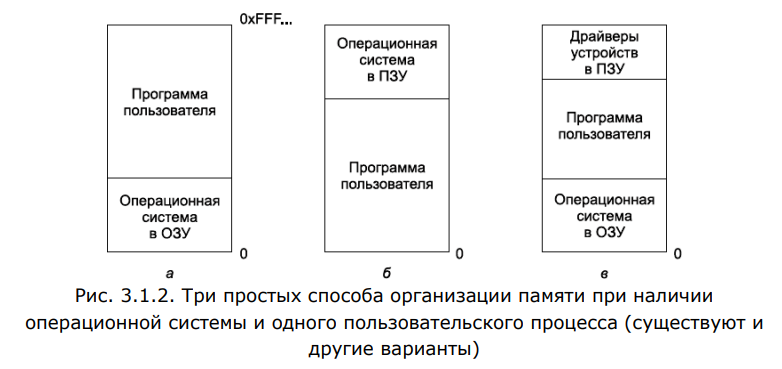 0xFFF...
Программа
пользователя
Операционная
система
в ОЗУ
0
а
Операционная
система
в ПЗУ
Программа
пользователя
0
б
Драйверы
устройств
в ПЗУ
Программа
пользователя
Операционная
система
в ОЗУ
0
в
Рис. 3.1.2. Три простых способа организации памяти при наличии
операционной системы и одного пользовательского процесса (существуют и
другие варианты)